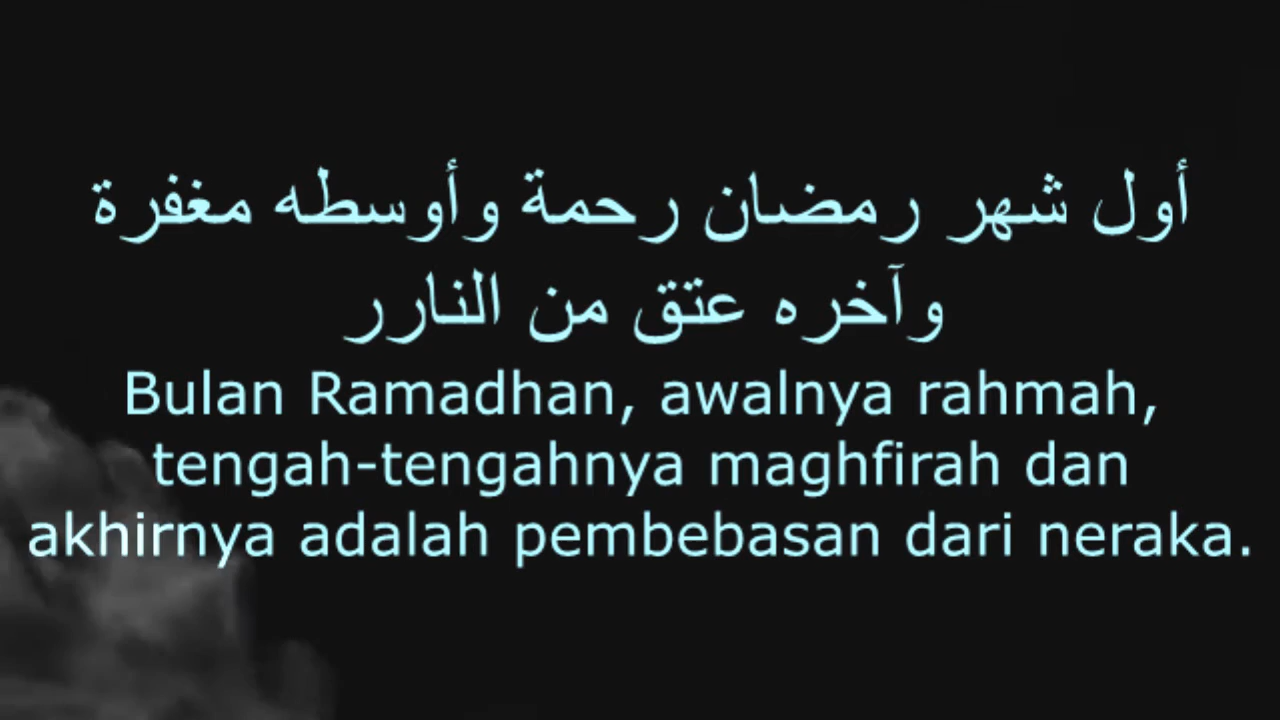 أول شهر رمضان رحمة وأوسطه مغفرة
وآخره عتق من النارر
Bulan Ramadhan, awalnya rahmah,
tengah-tengahnya maghfirah dan
akhirnya adalah pembebasan dari neraka.